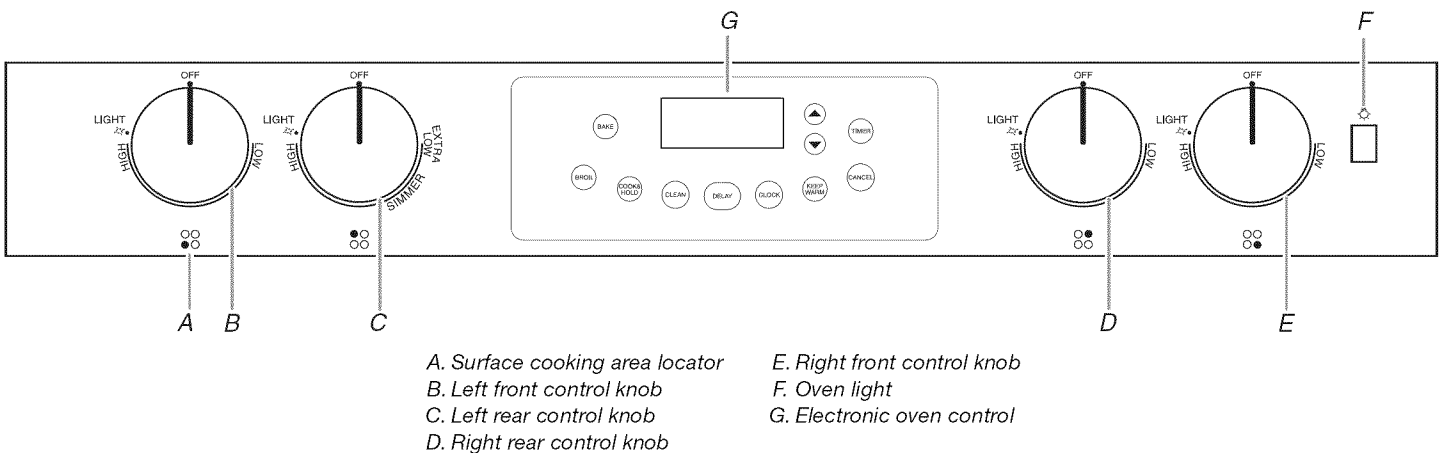 G
F
OFF
LIGHT
HIGH
LOW
OFF
LIGHT
HIGH
EXTRA
LOW
SIMMER
BAKE
TIMER
BROIL
COOK&
HOLD
CLEAN
DELAY
CLOCK
KEEP
WARM
CANCEL
OFF
LIGHT
HIGH
LOW
OFF
LIGHT
HIGH
LOW
A
B
C
D
E
A. Surface cooking area locator
B. Left front control knob
C. Left rear control knob
D. Right rear control knob
E. Right front control knob
F. Oven light
G. Electronic oven control